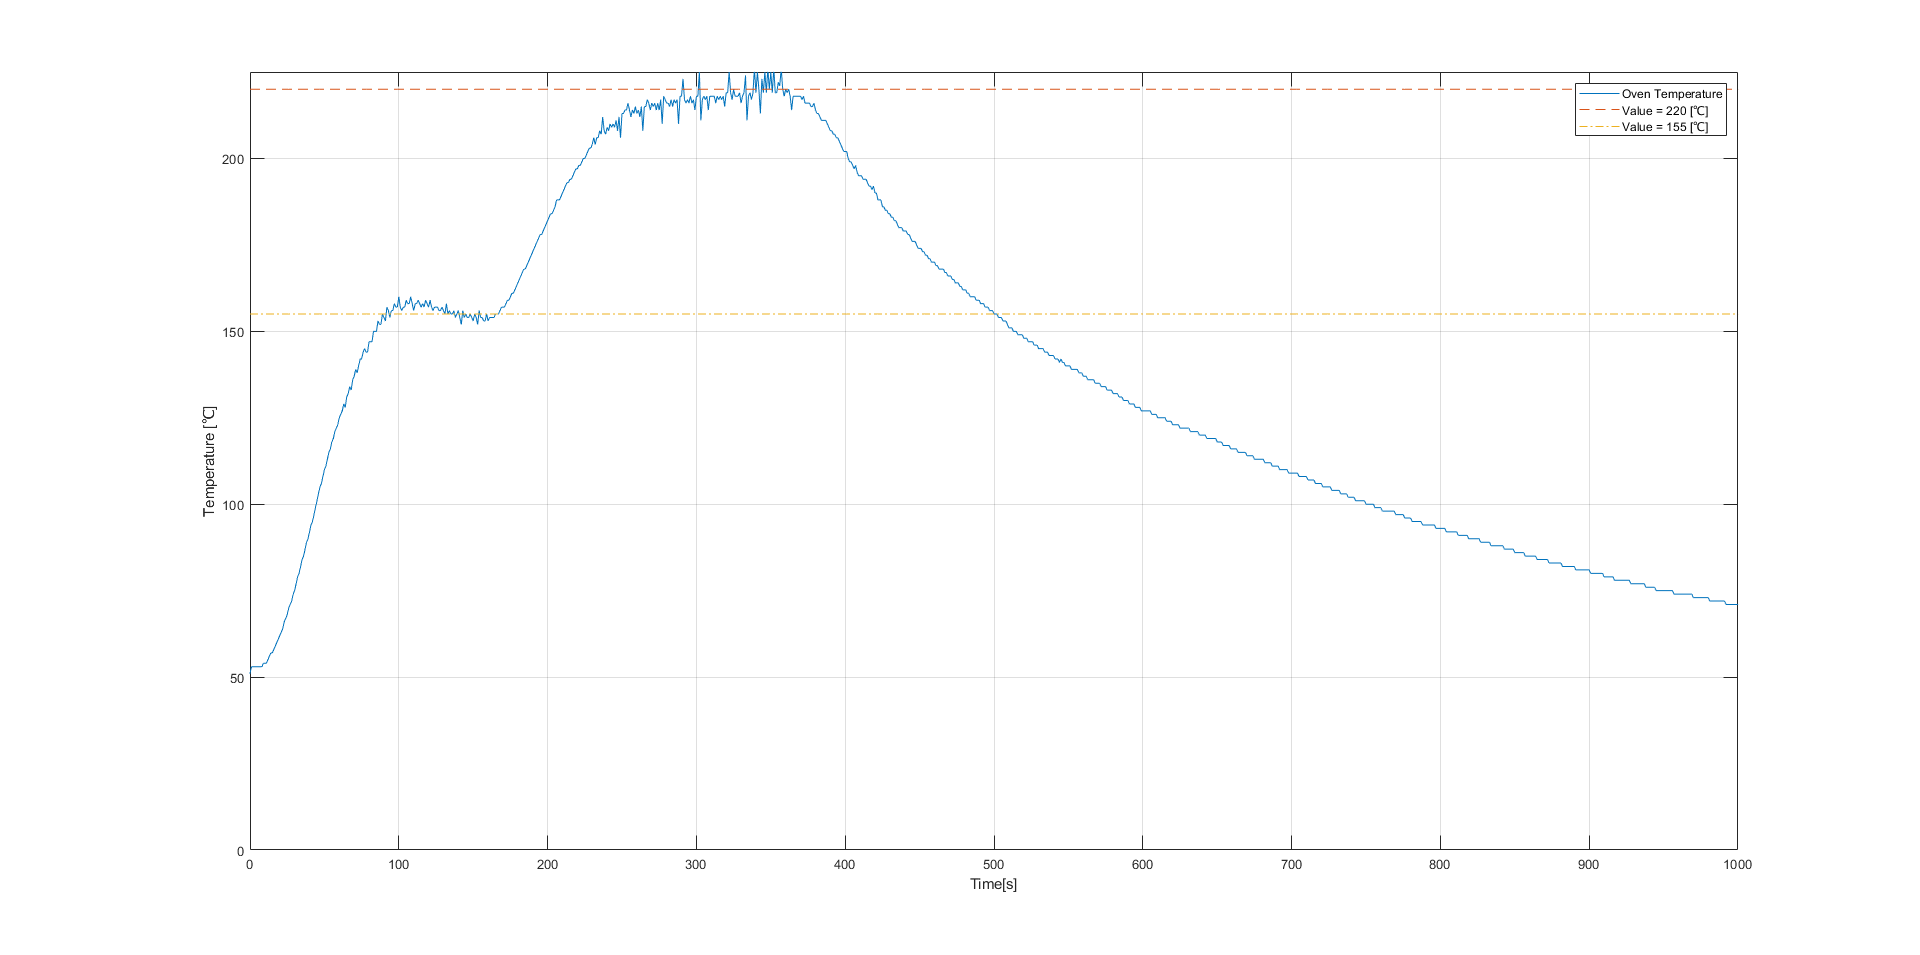 Oven Temperature
Value = 220 [℃]
Value = 155 [℃]
200
150
100
50
0
Temperature [℃]
0 100 200 300 400 500 600 700 800 900 1000
Time[s]